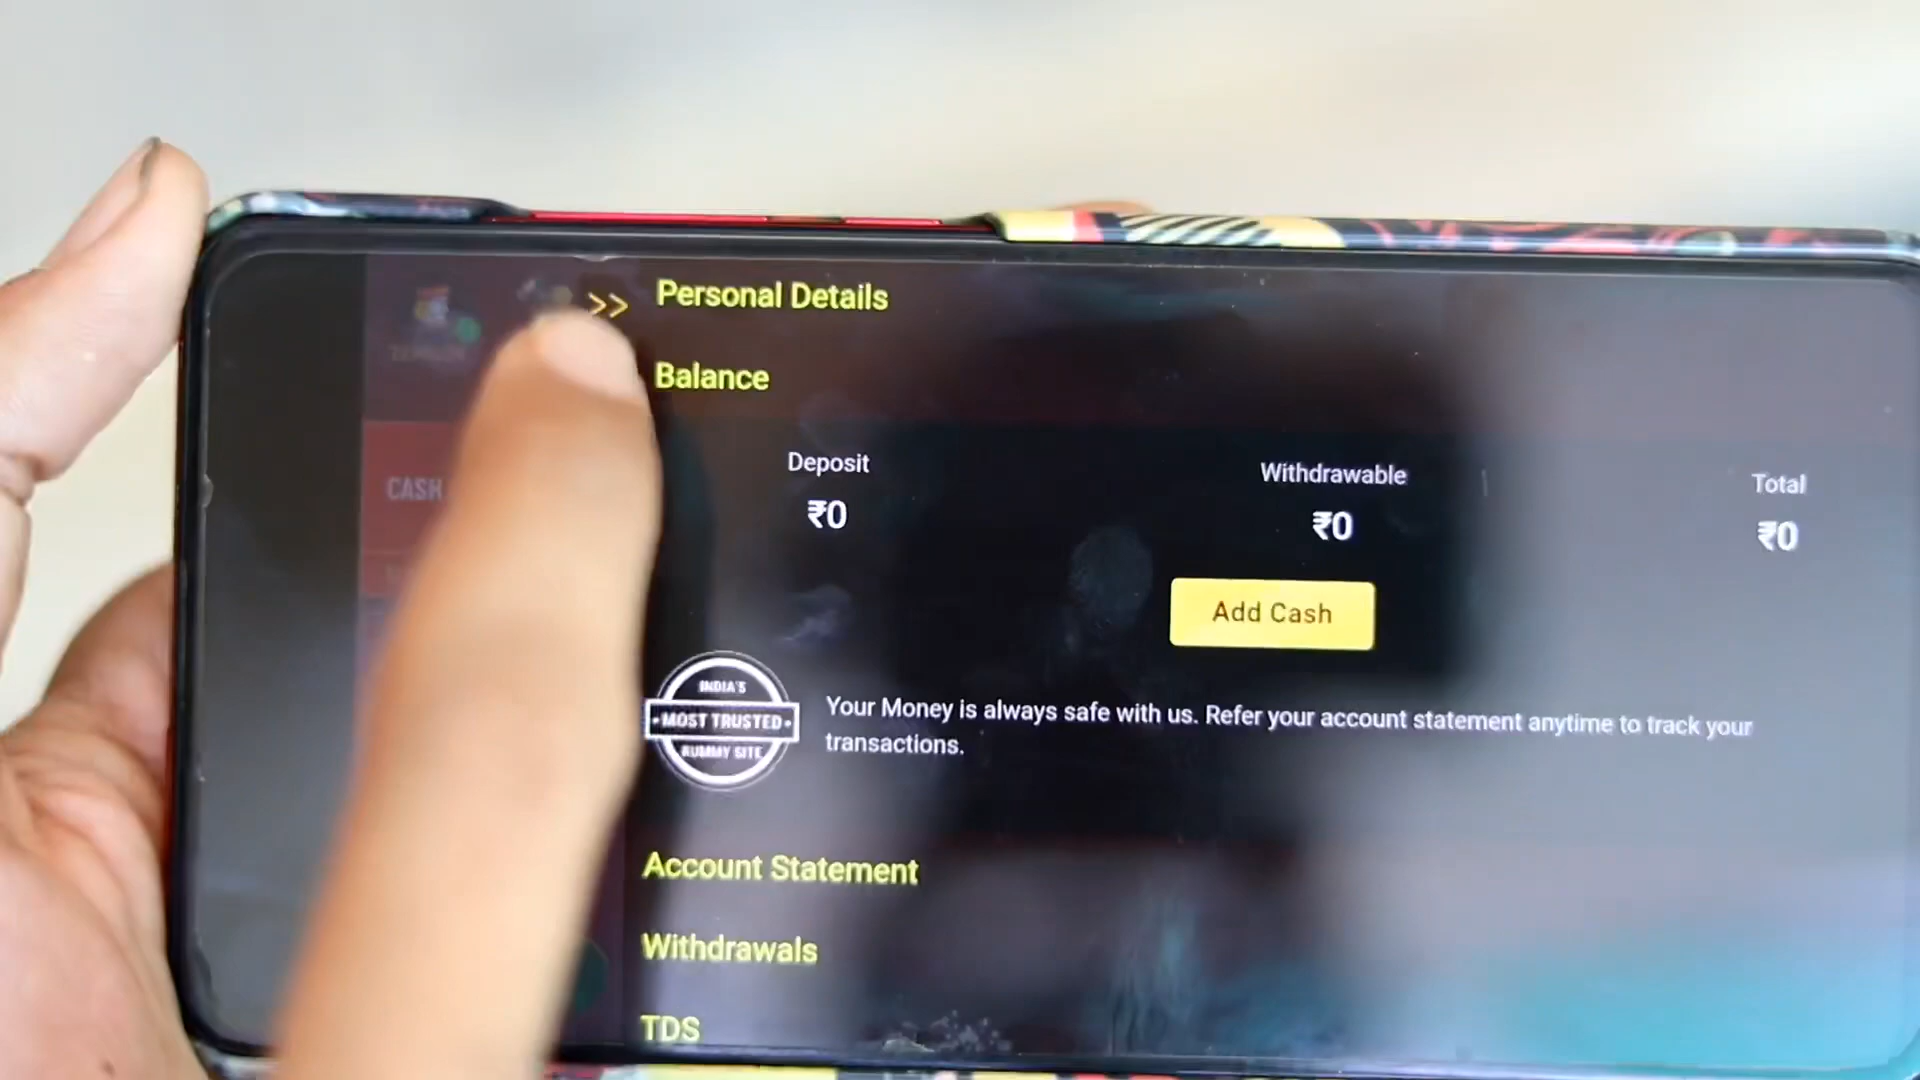 >>
Personal Details
Balance
CASH
Deposit
Withdrawable
Total
₹0
₹0
₹0
Add Cash
INDIA'S
MOST TRUSTED
RUMMY SITE
Your Money is always safe with us. Refer your account statement anytime to track your
transactions.
Account Statement
Withdrawals
TDS